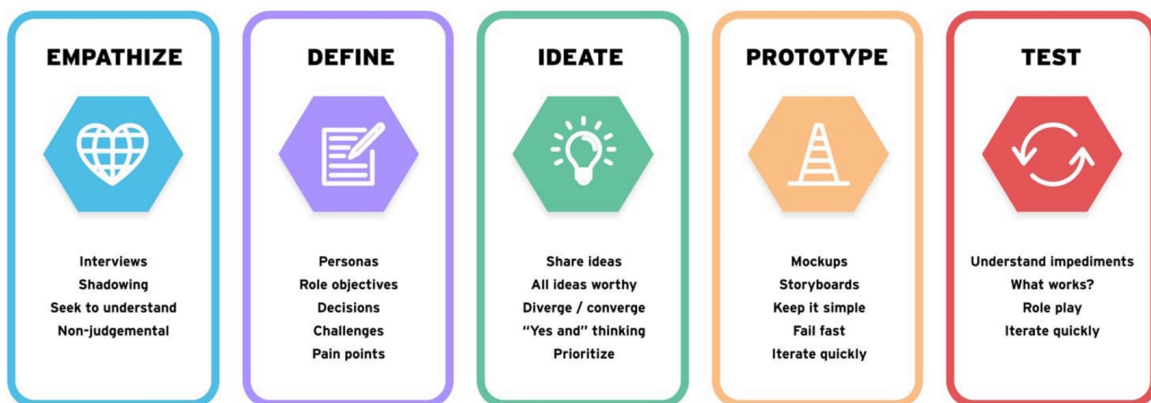 EMPATHIZE
Interviews
Shadowing
Seek to understand
Non-judgemental
DEFINE
Personas
Role objectives
Decisions
Challenges
Pain points
IDEATE
Share ideas
All ideas worthy
Diverge / converge
“Yes and” thinking
Prioritize
PROTOTYPE
Mockups
Storyboards
Keep it simple
Fail fast
Iterate quickly
TEST
Understand impediments
What works?
Role play
Iterate quickly